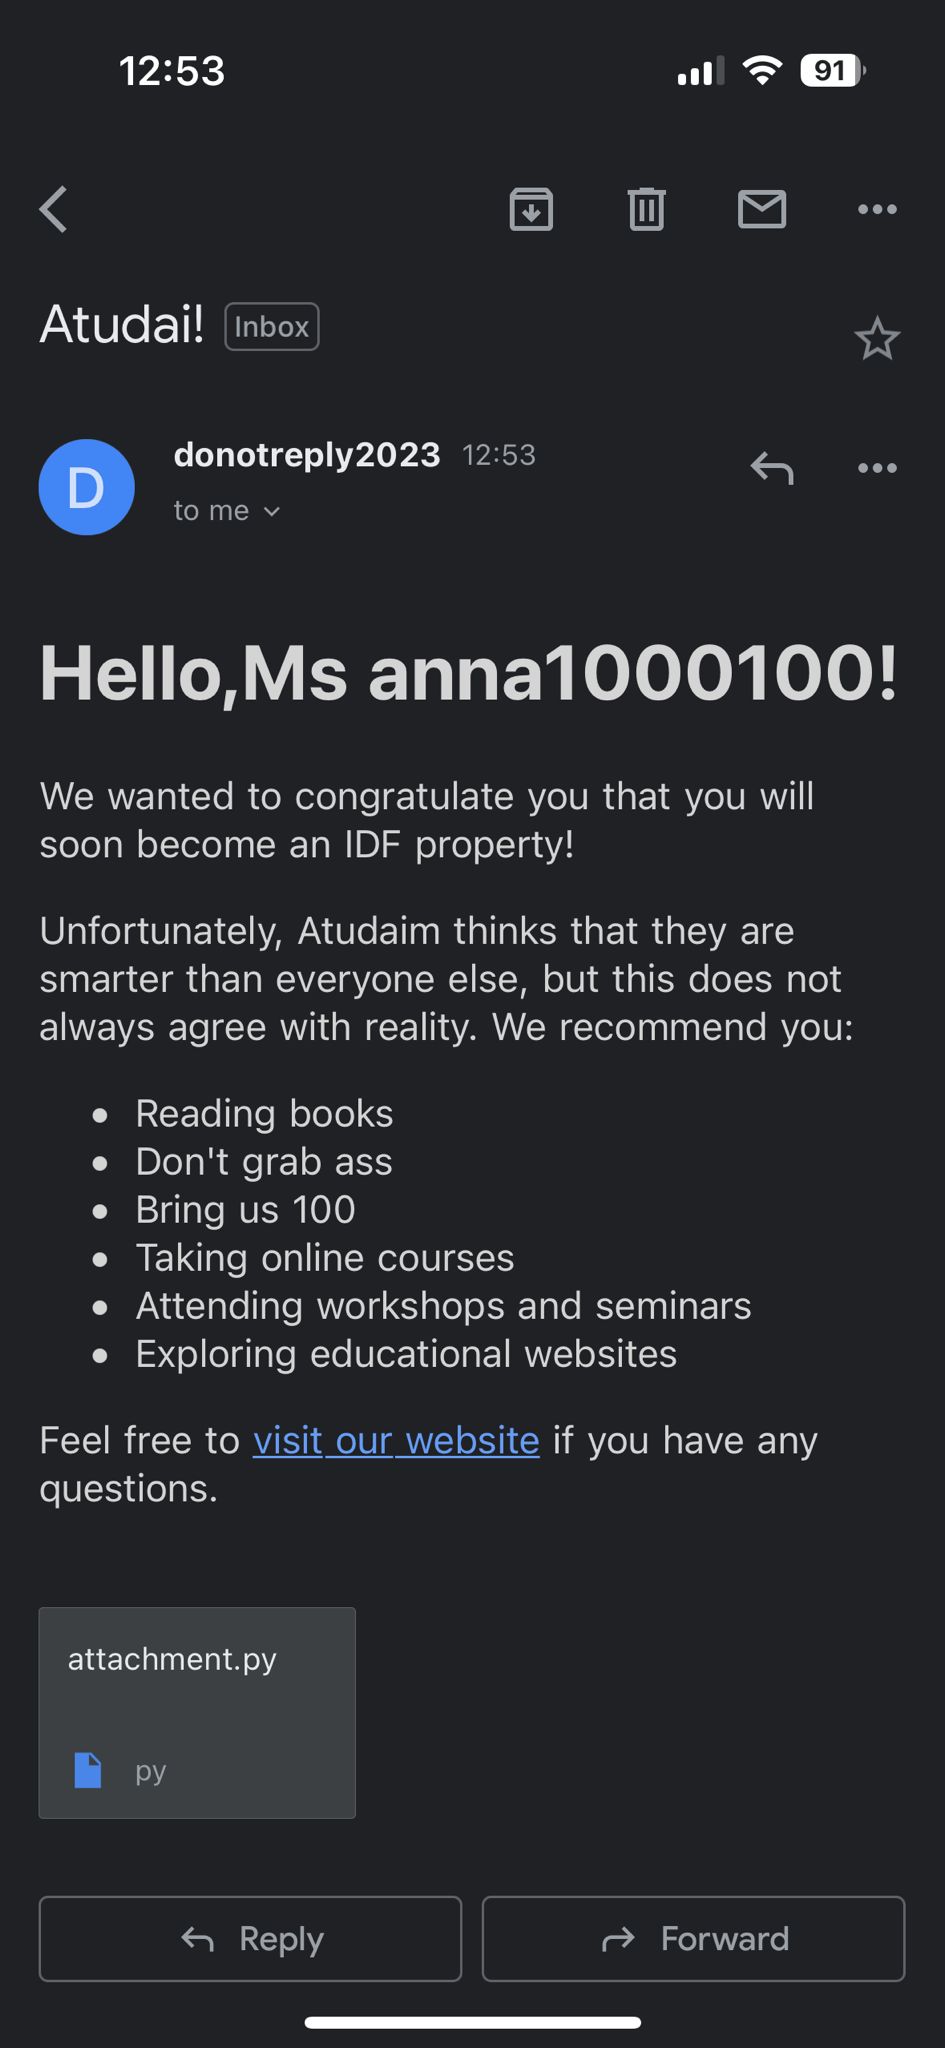 12:53
91
Atudai! Inbox
D
donotreply2023 12:53
to me
Hello,Ms anna1000100!
We wanted to congratulate you that you will
soon become an IDF property!
Unfortunately, Atudaim thinks that they are
smarter than everyone else, but this does not
always agree with reality. We recommend you:
• Reading books
• Don't grab ass
• Bring us 100
• Taking online courses
• Attending workshops and seminars
• Exploring educational websites
Feel free to visit our website if you have any
questions.
attachment.py
py
Reply
Forward